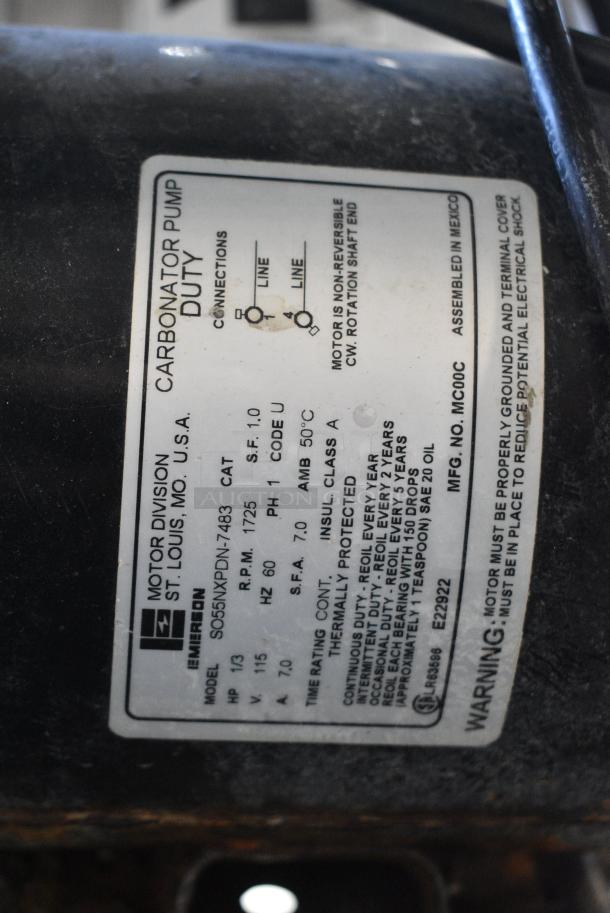 EMERSON
MOTOR DIVISION
ST. LOUIS, MO. U.S.A.
CARBONATOR PUMP
DUTY
MODEL SO55NXPDN-7483 CAT
HP 1/3 R.P.M. 1725 S.F. 1.0
V. 115 HZ 60 PH 1 CODE U
A 7.0 S.F.A. 7.0 AMB 50°C
TIME RATING CONT. INSUL CLASS A
THERMALLY PROTECTED
CONNECTIONS
1 LINE
4 LINE
MOTOR IS NON-REVERSIBLE
CW. ROTATION SHAFT END
CONTINUOUS DUTY - REOIL EVERY YEAR
INTERMITTENT DUTY - REOIL EVERY 2 YEARS
OCCASIONAL DUTY - REOIL EVERY 5 YEARS
REOIL EACH BEARING WITH 150 DROPS
(APPROXIMATELY 1 TEASPOON) SAE 20 OIL
LR63596 E22922 MFG. NO. MC00C ASSEMBLED IN MEXICO
WARNING: MOTOR MUST BE PROPERLY GROUNDED AND TERMINAL COVER
MUST BE IN PLACE TO REDUCE POTENTIAL ELECTRICAL SHOCK
AUCTION